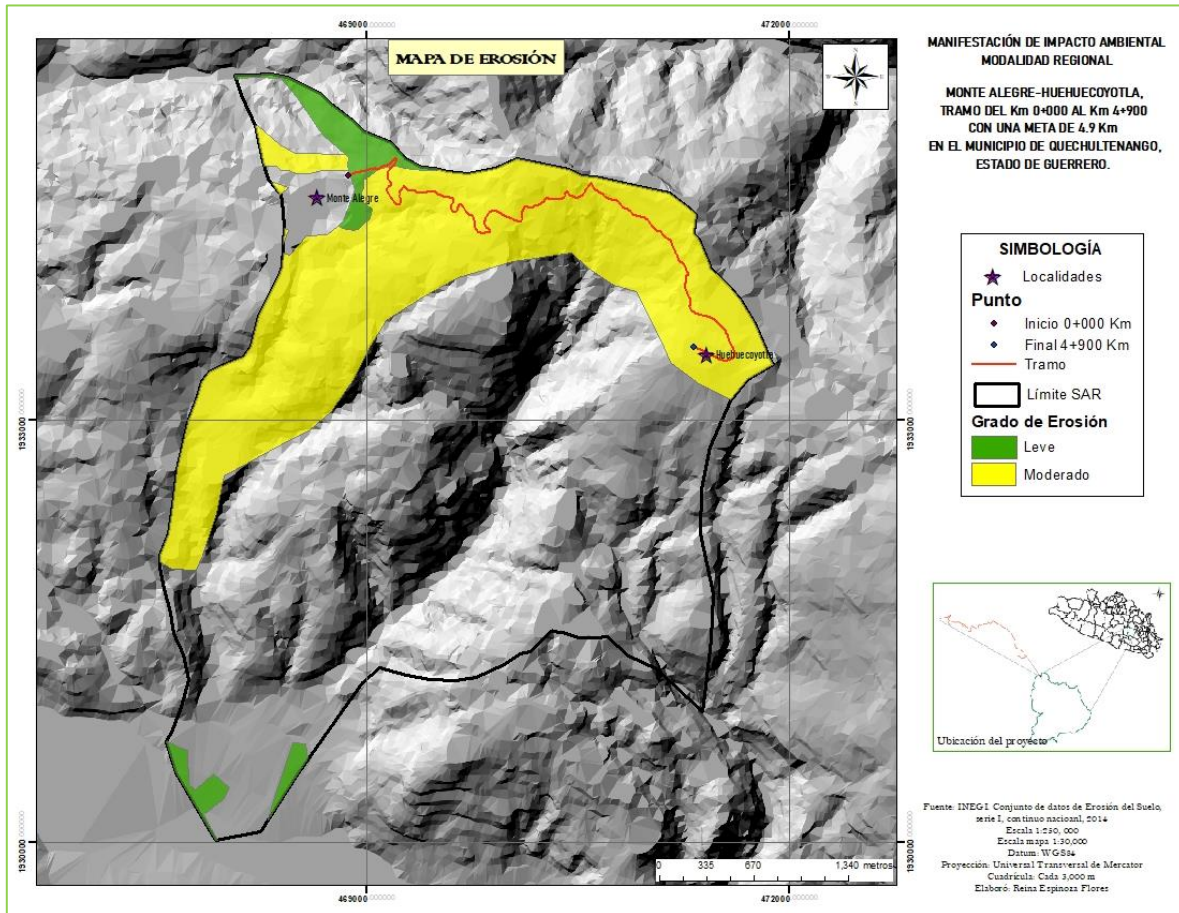 469000
472000
MAPA DE EROSIÓN
N
W
E
S
Monte Alegre
Huehuecoyotla
1933000
1933000
1930000
1930000
0
335
670
1,340 metros
469000
472000
MANIFESTACIÓN DE IMPACTO AMBIENTAL
MODALIDAD REGIONAL
MONTE ALEGRE-HUEHUECOYOTLA,
TRAMO DEL Km 0+000 AL Km 4+900
CON UNA META DE 4.9 Km
EN EL MUNICIPIO DE QUECHULTENANGO,
ESTADO DE GUERRERO.
SIMBOLOGÍA
Localidades
Punto
Inicio 0+000 Km
Final 4+900 Km
Tramo
Límite SAR
Grado de Erosión
Leve
Moderado
Ubicación del proyecto
Fuente: INEGI Conjunto de datos de Erosión del Suelo,
serie I, continuo nacioanl, 2014
Escala 1:250, 000
Escala mapa 1:30,000
Datum: WGS84
Proyección: Universal Transversal de Mercator
Cuadrícula: Cada 3,000 m
Elaboró: Reina Espinoza Flores